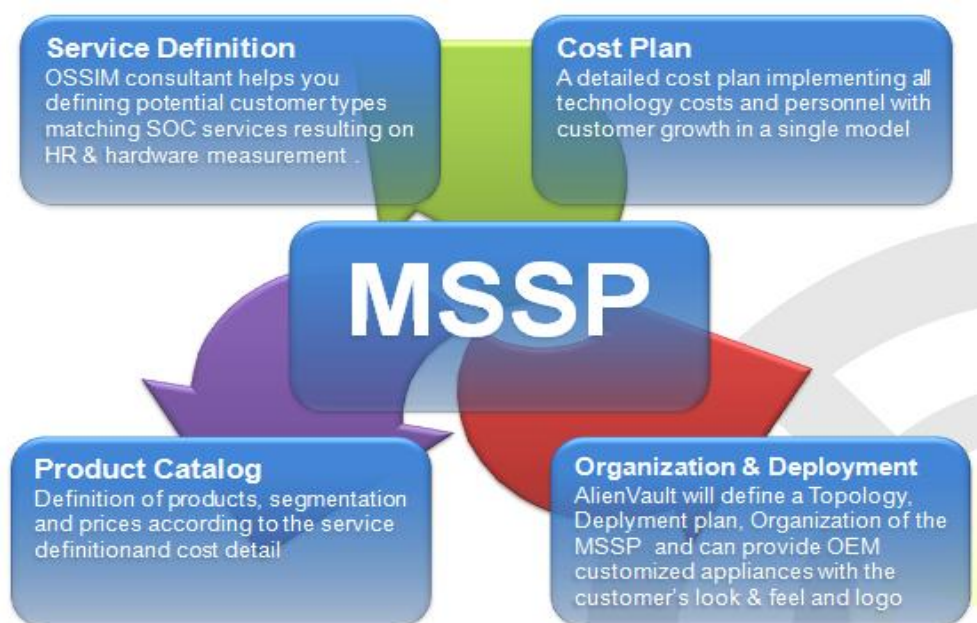 Service Definition
OSSIM consultant helps you
defining potential customer types
matching SOC services resulting on
HR & hardware measurement .
Cost Plan
A detailed cost plan implementing all
technology costs and personnel with
customer growth in a single model
MSSP
Product Catalog
Definition of products, segmentation
and prices according to the service
definitionand cost detail
Organization & Deployment
AlienVault will define a Topology,
Deplyment plan, Organization of the
MSSP and can provide OEM
customized appliances with the
customer's look & feel and logo